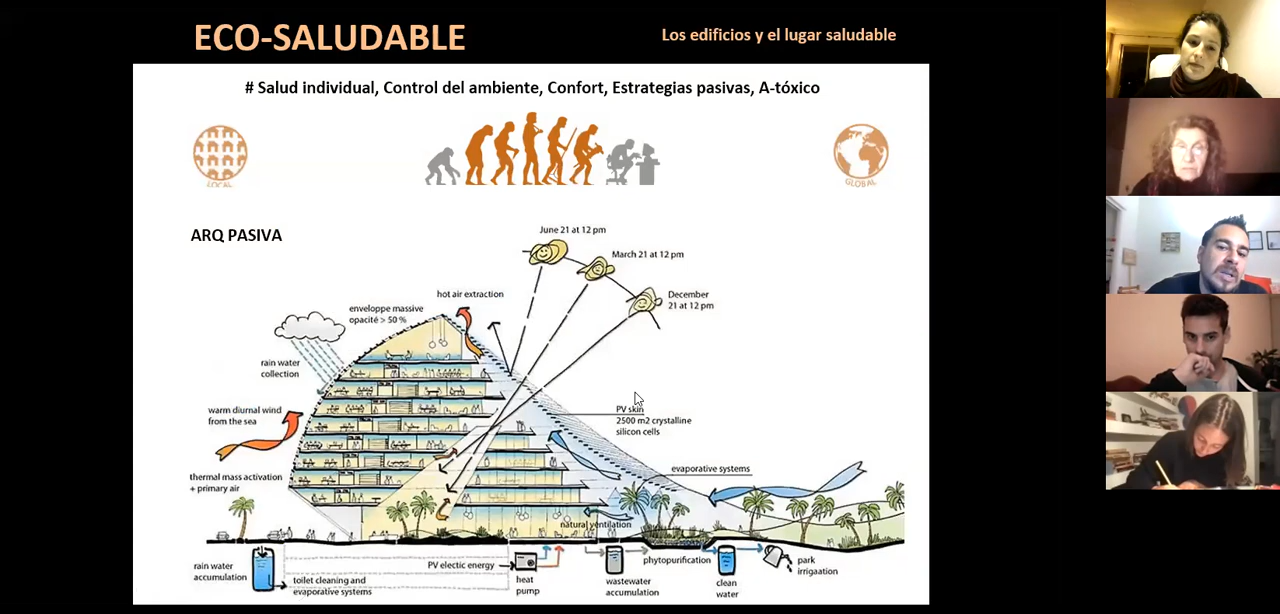 ECO-SALUDABLE
Los edificios y el lugar saludable
# Salud individual, Control del ambiente, Confort, Estrategias pasivas, A-tóxico
LOCAL
GLOBAL
ARQ PASIVA
June 21 at 12 pm
March 21 at 12 pm
December
21 at 12 pm
hot air extraction
enveloppe massive
opacité > 50 %
rain water
collection
warm diurnal wind
from the sea
PV skin
2500 m2 crystalline
silicon cells
evaporative systems
thermal mass activation
+ primary air
natural ventilation
rain water
accumulation
toilet cleaning and
evaporative systems
PV electic energy
heat
pump
wastewater
accumulation
phytopurification
clean
water
park
irrigaation